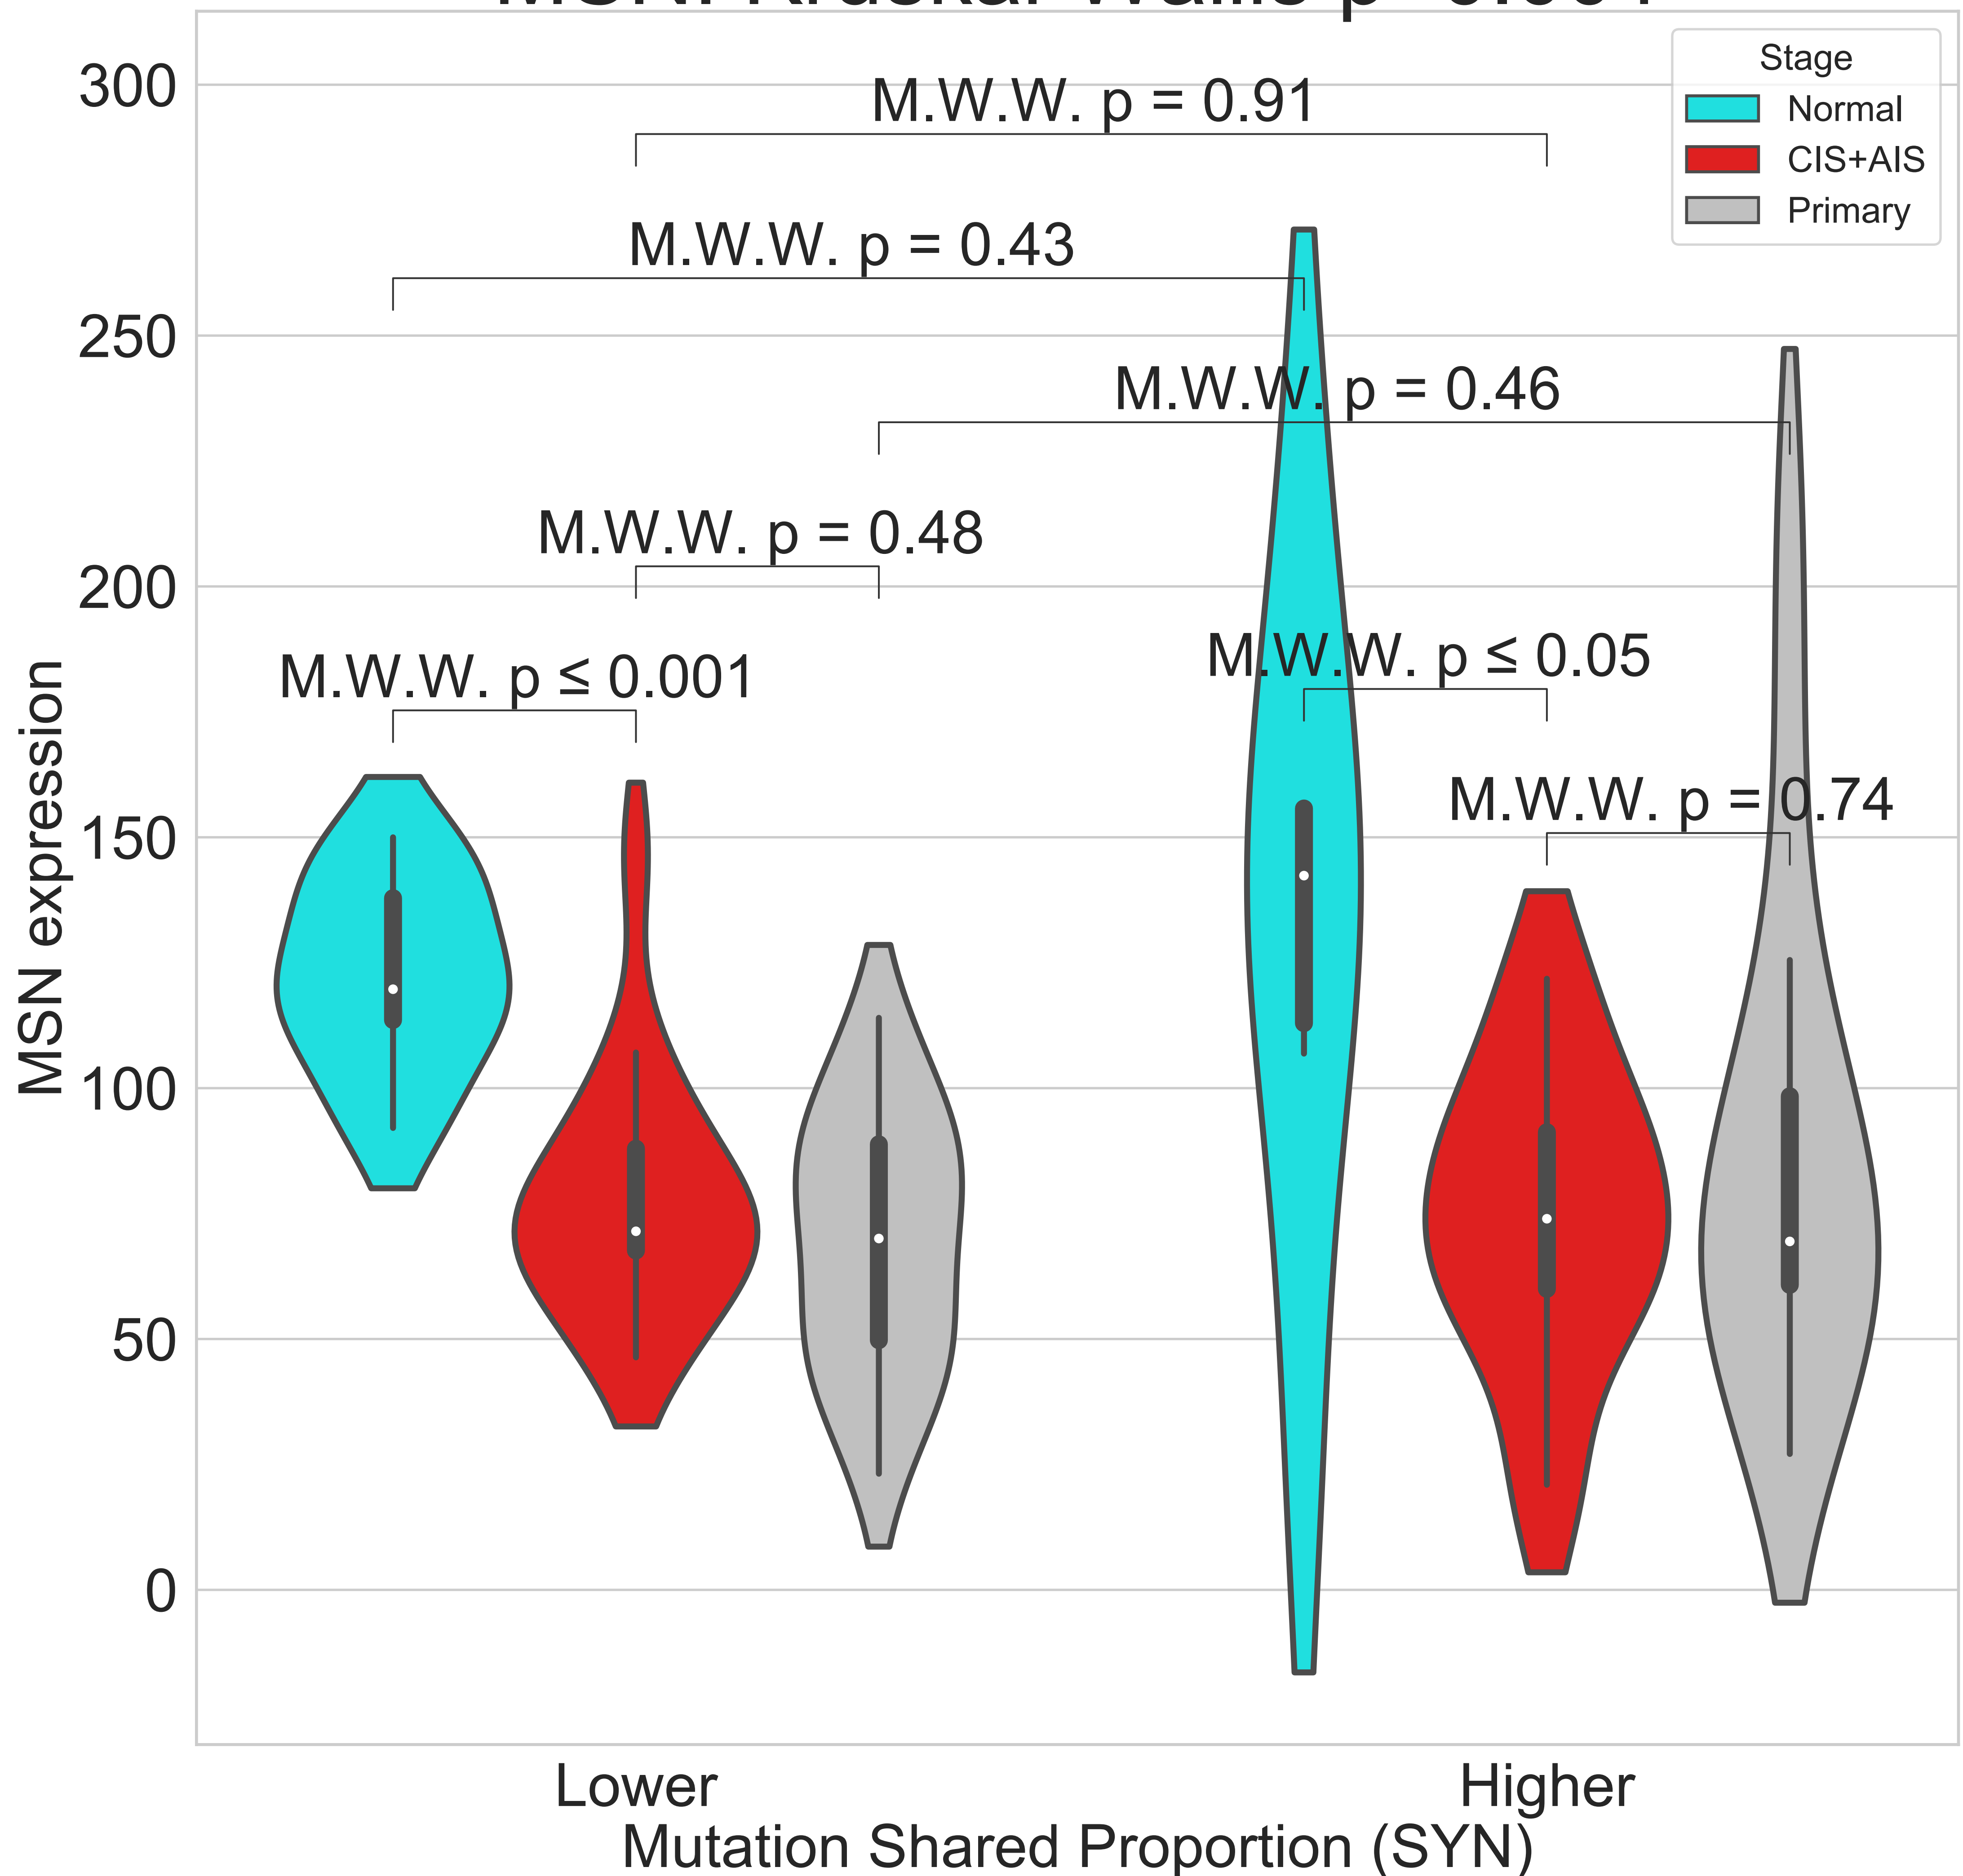 300
250
200
150
100
50
0
MSN expression
M.W.W. p = 0.91
M.W.W. p = 0.43
M.W.W. p = 0.46
M.W.W. p = 0.48
M.W.W. p ≤ 0.05
M.W.W. p ≤ 0.001
M.W.W. p = 0.74
Stage
Normal
CIS+AIS
Primary
Lower
Higher
Mutation Shared Proportion (SYN)